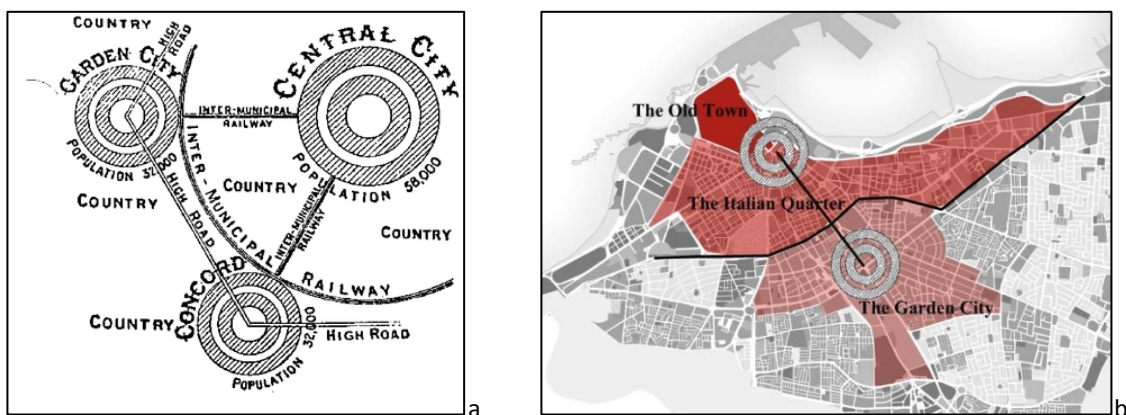 COUNTRY
HIGH ROAD
GARDEN CITY
POPULATION 32,000
CENTRAL CITY
POPULATION 58,000
INTER-MUNICIPAL
RAILWAY
COUNTRY
COUNTRY
COUNTRY
HIGH ROAD
INTER-MUNICIPAL RAILWAY
INTER-MUNICIPAL
RAILWAY
COUNTRY
CONCORD
32,000
POPULATION
HIGH ROAD
a
The Old Town
The Italian Quarter
The Garden City
b